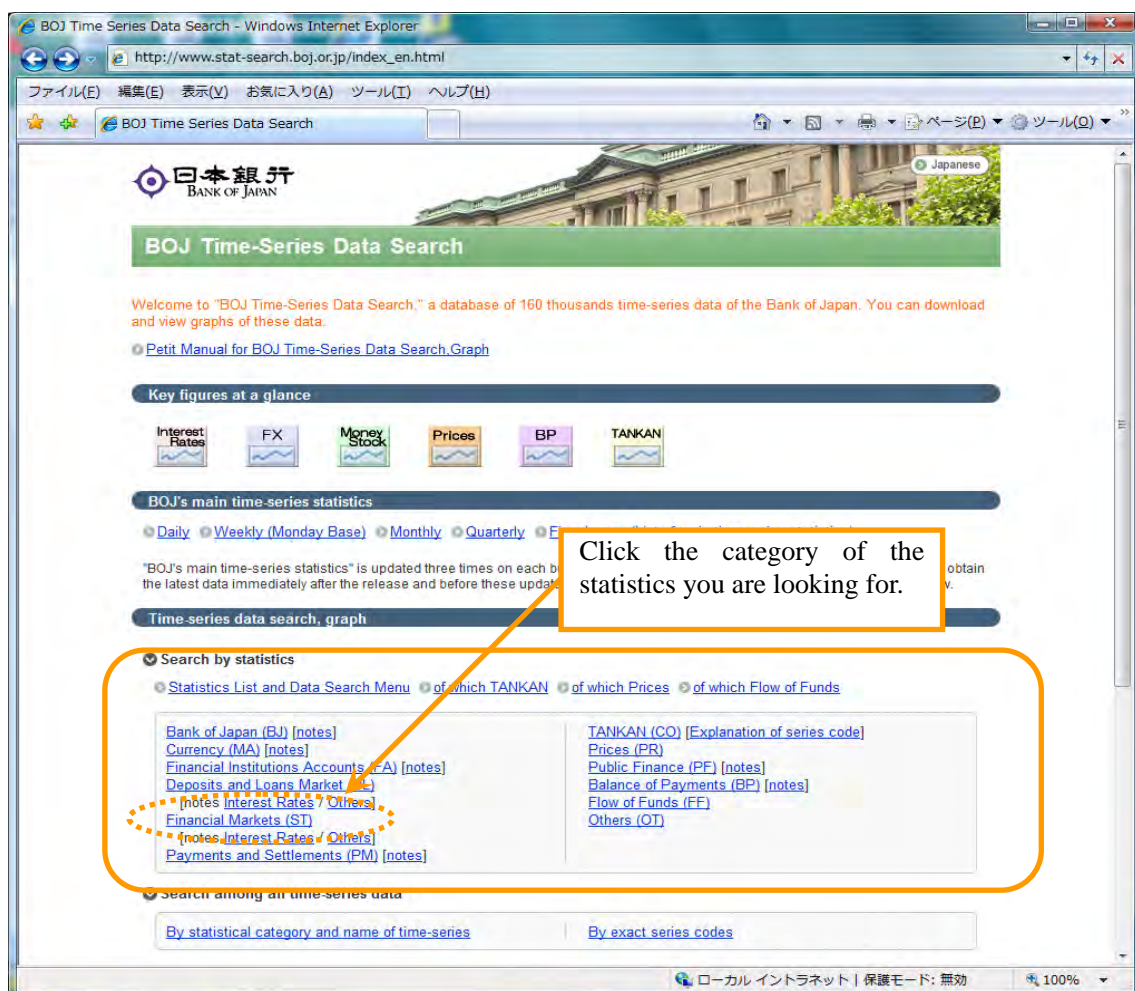 BOJ Time Series Data Search - Windows Internet Explorer
http://www.stat-search.boj.or.jp/index_en.html
ファイル(F) 編集(E) 表示(V) お気に入り(A) ツール(T) ヘルプ(H)
BOJ Time Series Data Search
ページ(P) ツール(O)
日本銀行
BANK OF JAPAN
Japanese
BOJ Time-Series Data Search
Welcome to "BOJ Time-Series Data Search," a database of 160 thousands time-series data of the Bank of Japan. You can download
and view graphs of these data.
Petit Manual for BOJ Time-Series Data Search,Graph
Key figures at a glance
Interest Rates
FX
Money Stock
Prices
BP
TANKAN
BOJ's main time-series statistics
Daily Weekly (Monday Base) Monthly Quarterly
"BOJ's main time-series statistics" is updated three times on each obtain
the latest data immediately after the release and before these
Click the category of the
statistics you are looking for.
Time-series data search, graph
Search by statistics
Statistics List and Data Search Menu of which TANKAN of which Prices of which Flow of Funds
Bank of Japan (BJ) [notes]
Currency (MA) [notes]
Financial Institutions Accounts (FA) [notes]
Deposits and Loans Market
[notes Interest Rates / Others]
Financial Markets (ST)
[notes Interest Rates / Others]
Payments and Settlements (PM) [notes]
TANKAN (CO) [Explanation of series code]
Prices (PR)
Public Finance (PF) [notes]
Balance of Payments (BP) [notes]
Flow of Funds (FF)
Others (OT)
Search among all time-series data
By statistical category and name of time-series
By exact series codes
ローカル イントラネット | 保護モード: 無効
100%